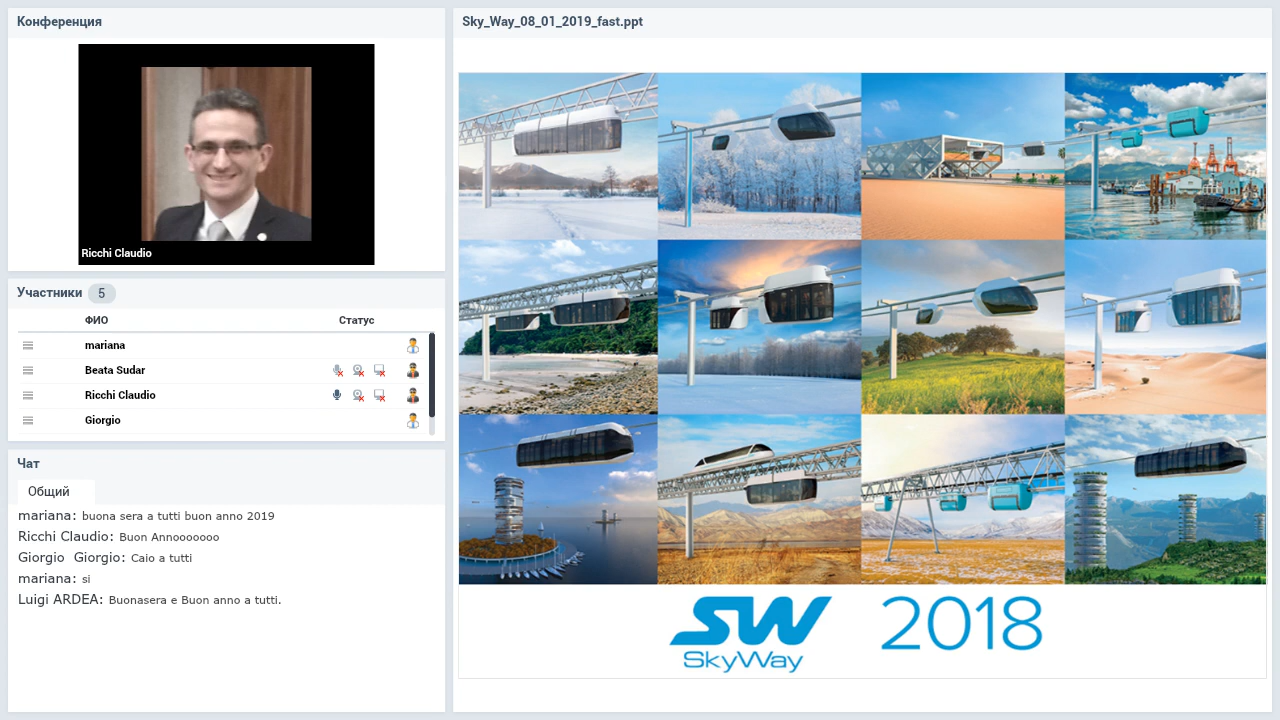 Конференция
Ricchi Claudio
Участники 5
ФИО Статус
mariana
Beata Sudar
Ricchi Claudio
Giorgio
Чат
Общий
mariana: buona sera a tutti buon anno 2019
Ricchi Claudio: Buon Annooooooo
Giorgio Giorgio: Caio a tutti
mariana: si
Luigi ARDEA: Buonasera e Buon anno a tutti.
Sky_Way_08_01_2019_fast.ppt
SW
SkyWay
2018